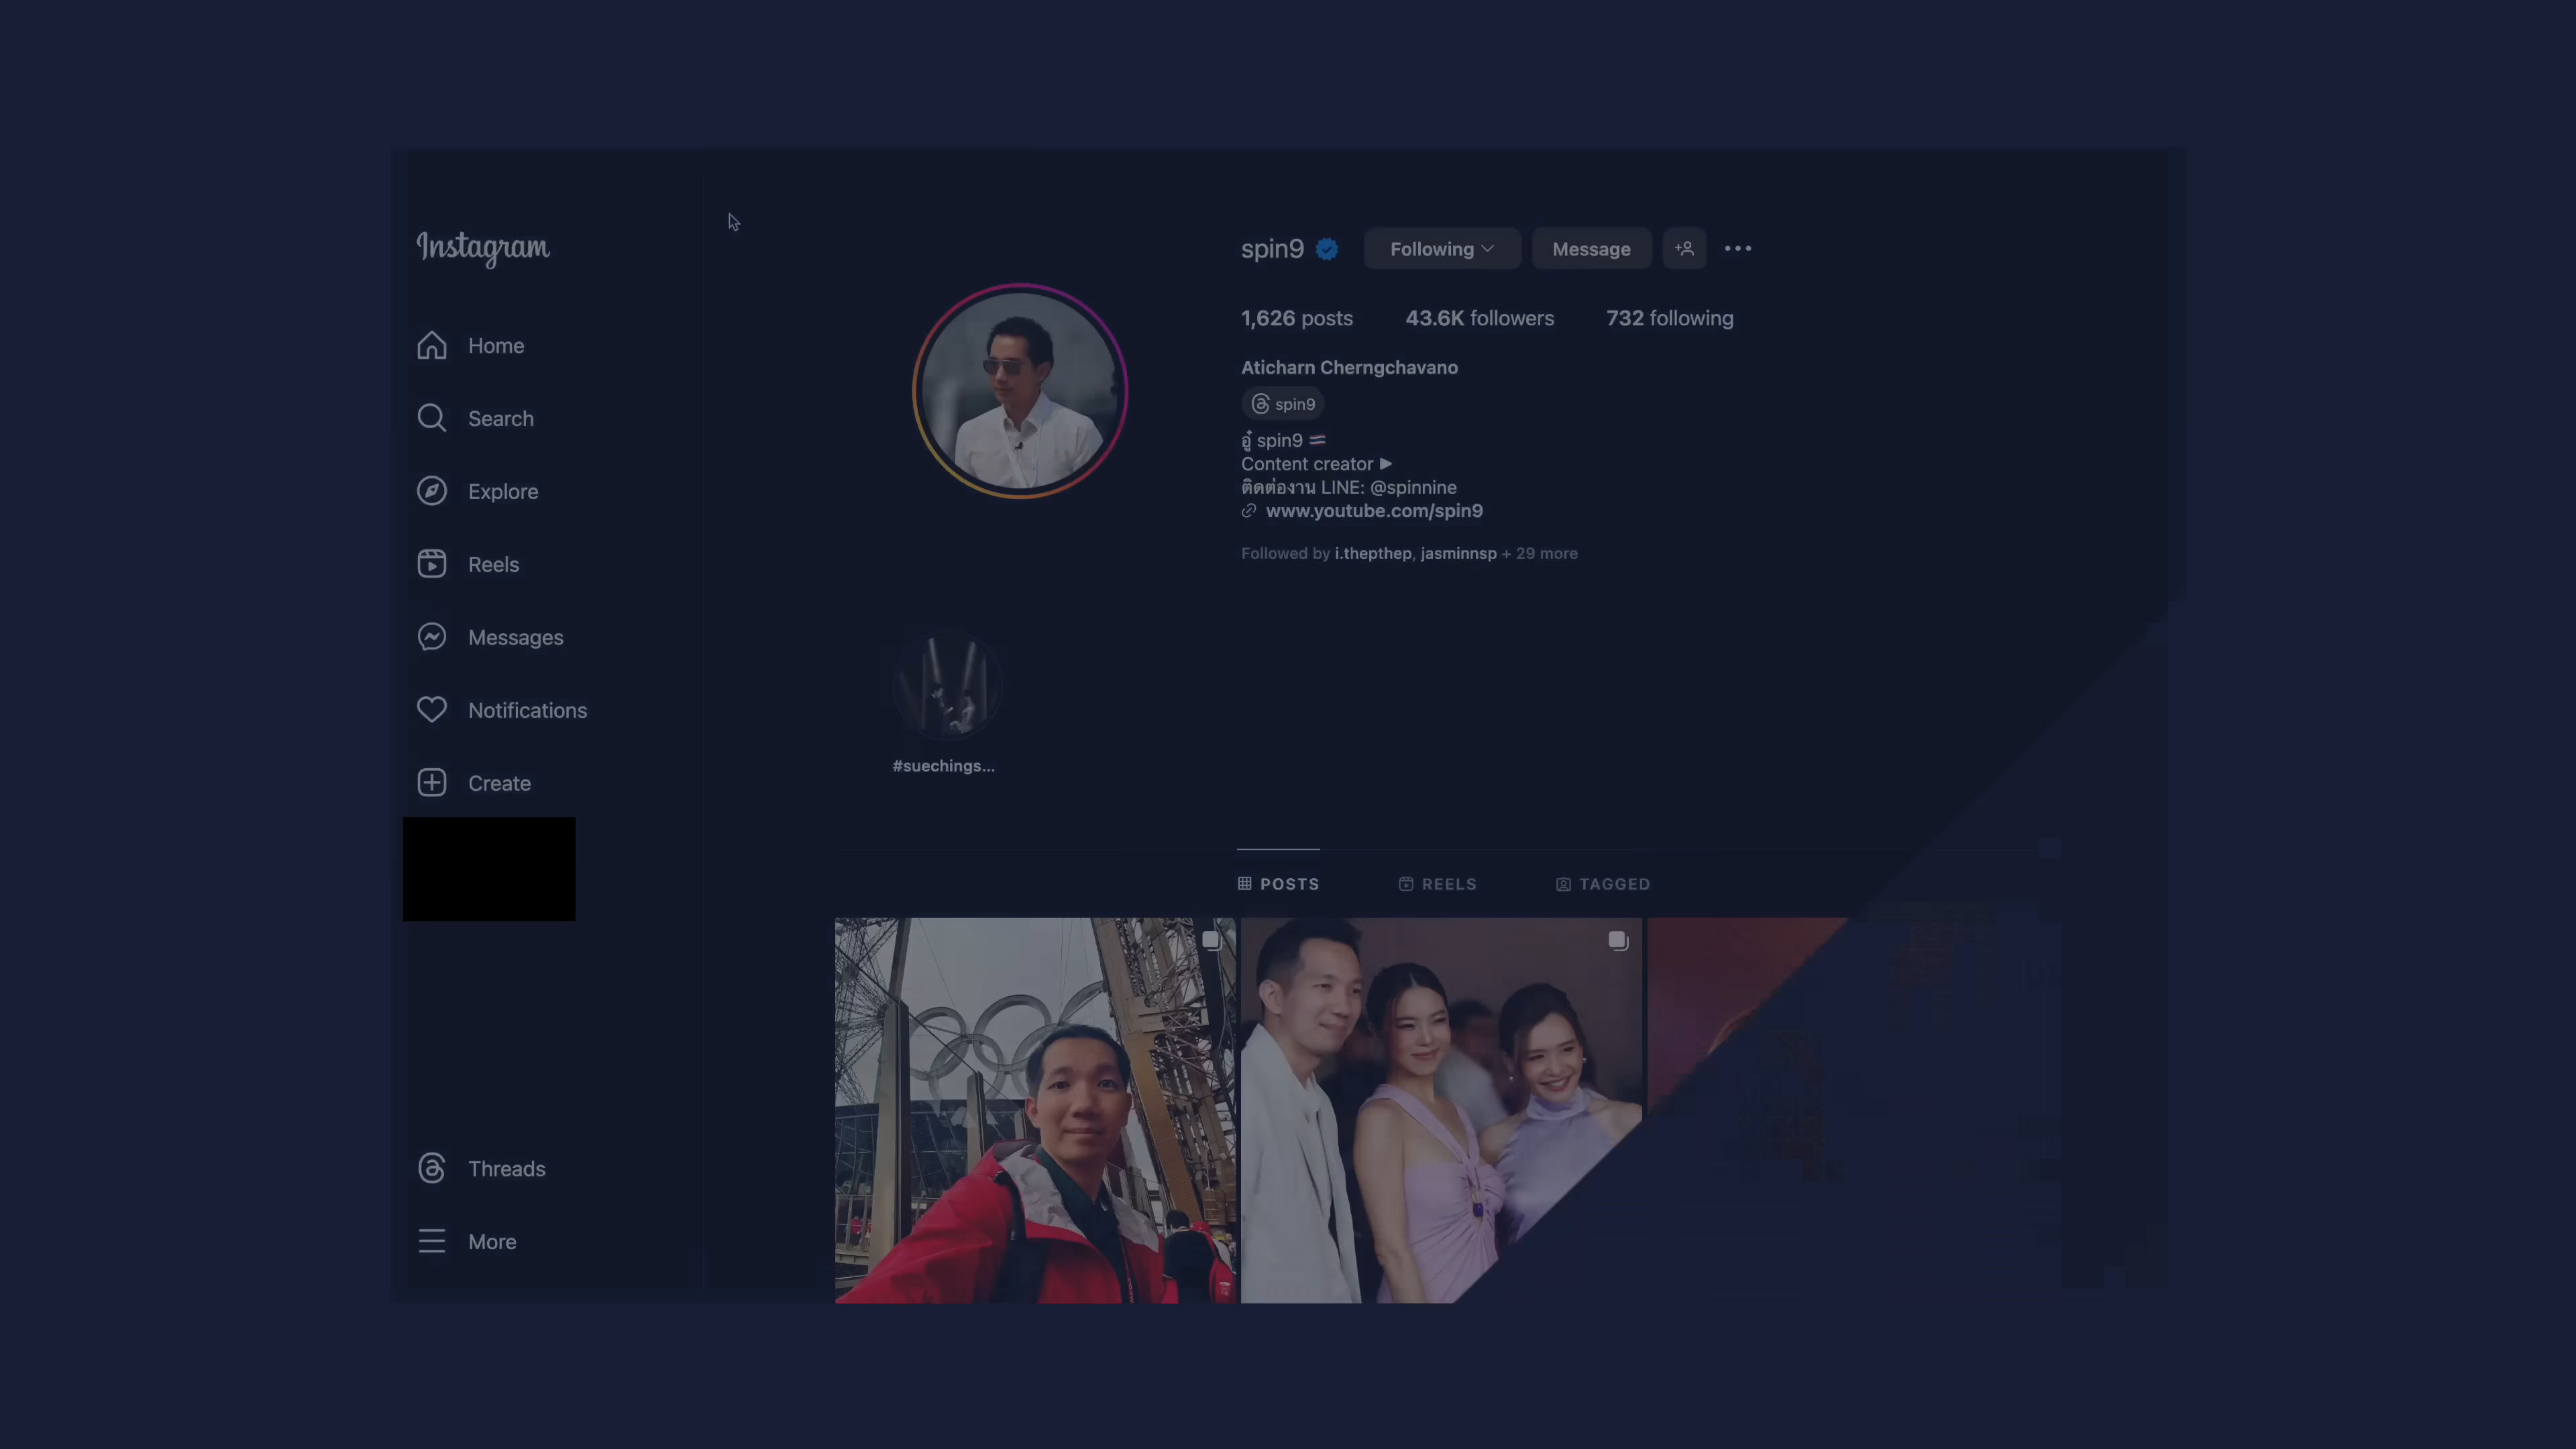 Instagram
Home
Search
Explore
Reels
Messages
Notifications
Create
Threads
More
spin9
Following
Message
1,626 posts
43.6K followers
732 following
Aticharn Cherngchavano
spin9
อู๋ spin9
Content creator
ติดต่องาน LINE: @spinnine
www.youtube.com/spin9
Followed by i.thepthep, jasminnsp + 29 more
#suechings...
POSTS
REELS
TAGGED